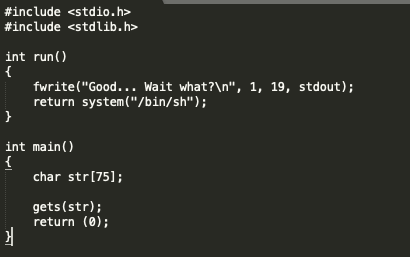 #include <stdio.h>
#include <stdlib.h>
int run()
{
fwrite("Good... Wait what?\n", 1, 19, stdout);
return system("/bin/sh");
}
int main()
{
char str[75];
gets(str);
return (0);
}